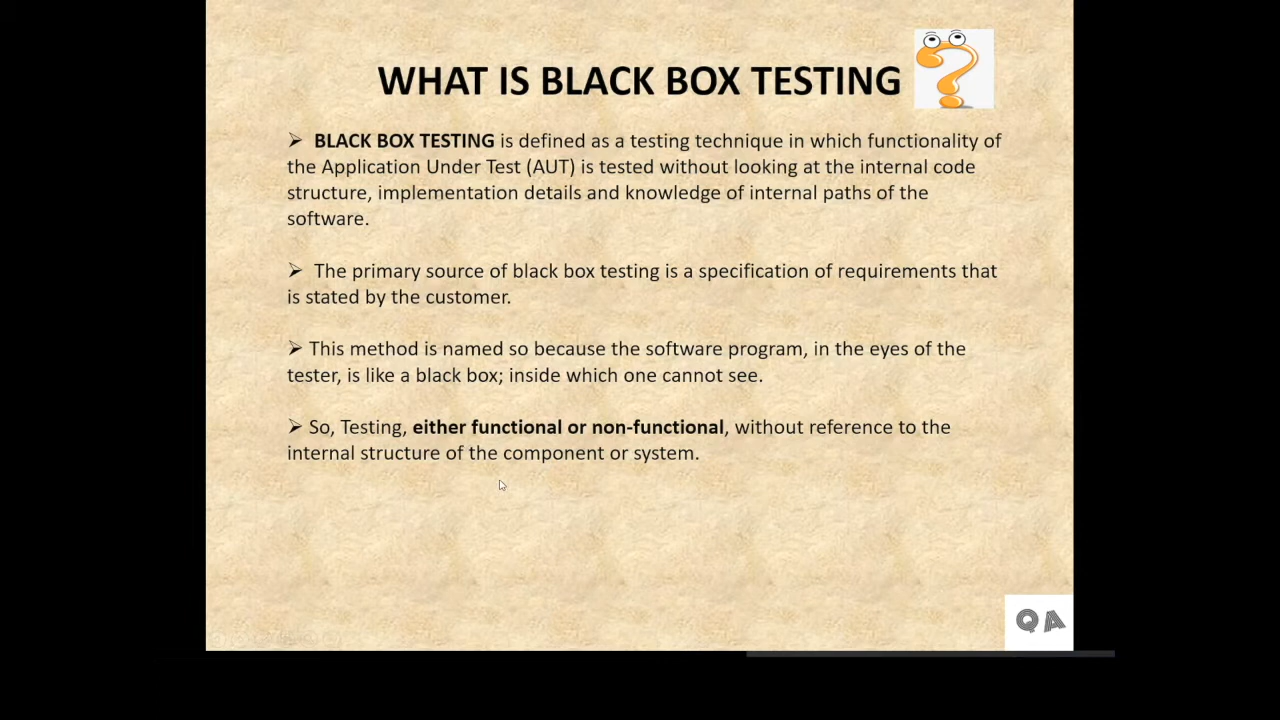 WHAT IS BLACK BOX TESTING
➢ BLACK BOX TESTING is defined as a testing technique in which functionality of
the Application Under Test (AUT) is tested without looking at the internal code
structure, implementation details and knowledge of internal paths of the
software.
➢ The primary source of black box testing is a specification of requirements that
is stated by the customer.
➢ This method is named so because the software program, in the eyes of the
tester, is like a black box; inside which one cannot see.
➢ So, Testing, either functional or non-functional, without reference to the
internal structure of the component or system.
QA